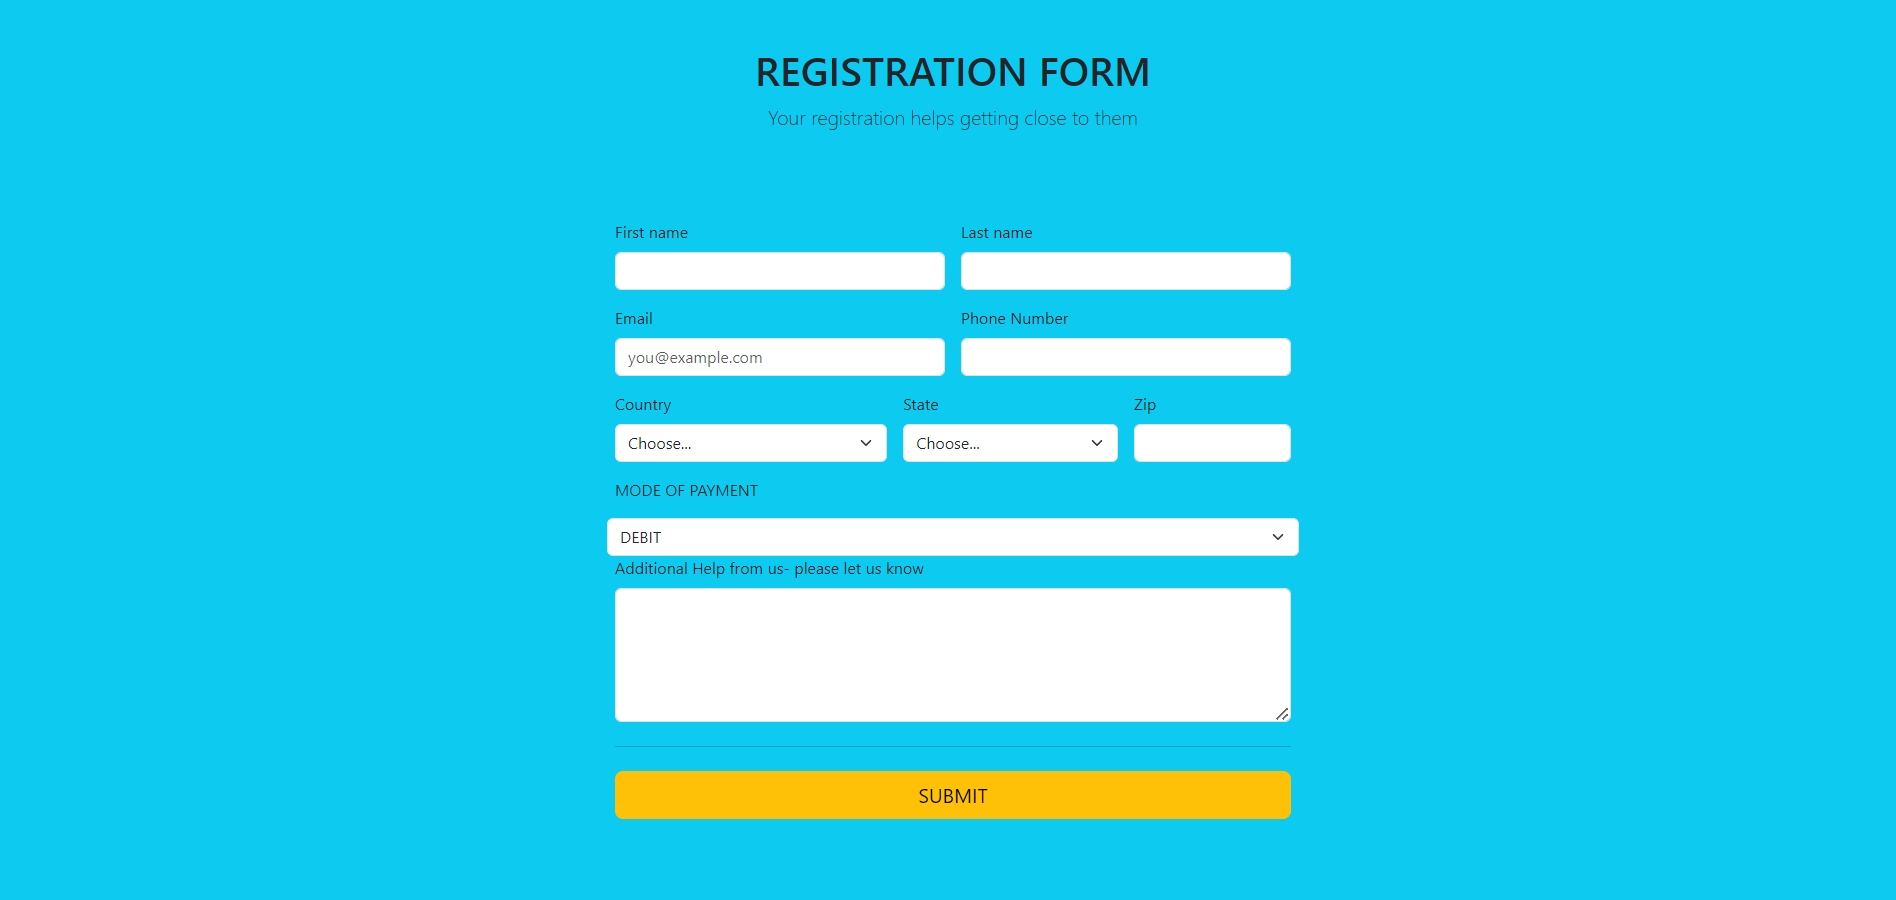 REGISTRATION FORM
Your registration helps getting close to them
First name
Last name
Email
Phone Number
you@example.com
Country
State
Zip
Choose...
Choose...
MODE OF PAYMENT
DEBIT
Additional Help from us- please let us know
SUBMIT